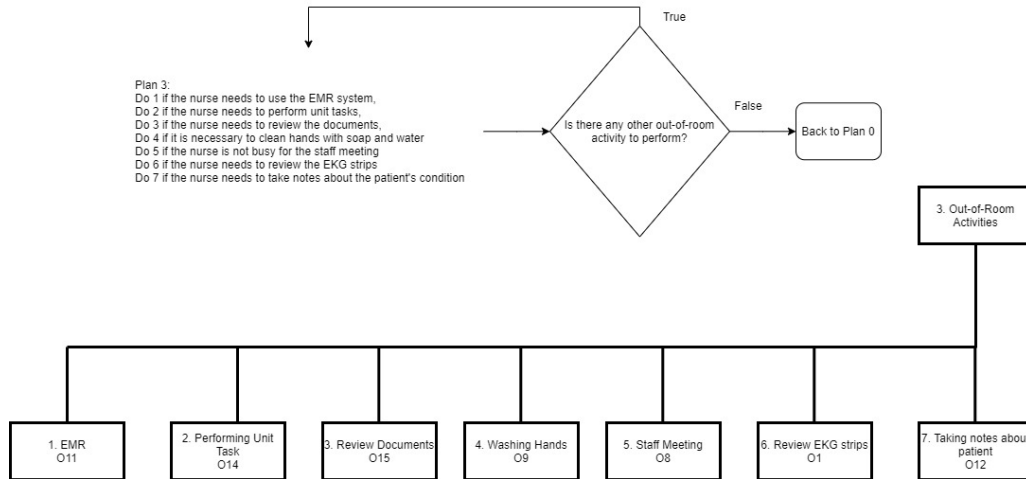 True
Plan 3:
Do 1 if the nurse needs to use the EMR system,
Do 2 if the nurse needs to perform unit tasks,
Do 3 if the nurse needs to review the documents,
Do 4 if it is necessary to clean hands with soap and water
Do 5 if the nurse is not busy for the staff meeting
Do 6 if the nurse needs to review the EKG strips
Do 7 if the nurse needs to take notes about the patient's condition
Is there any other out-of-room
activity to perform?
False
Back to Plan 0
3. Out-of-Room
Activities
1. EMR
O11
2. Performing Unit
Task
O14
3. Review Documents
O15
4. Washing Hands
O9
5. Staff Meeting
O8
6. Review EKG strips
O1
7. Taking notes about
patient
O12